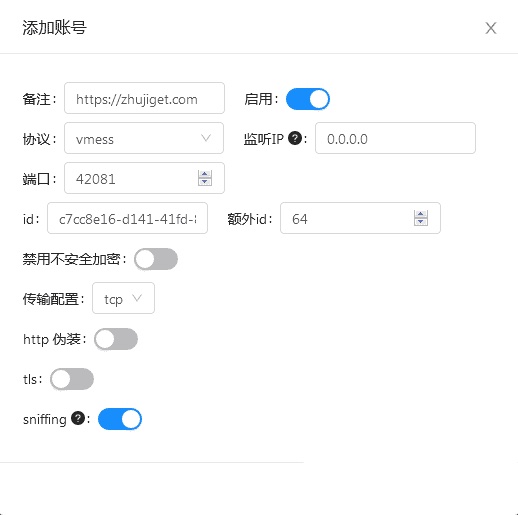 添加账号
备注： https://zhujiget.com 启用：
协议： vmess 监听IP ?： 0.0.0.0
端口： 42081
id： c7cc8e16-d141-41fd- 额外id： 64
禁用不安全加密：
传输配置： tcp
http 伪装：
tls：
sniffing ?：